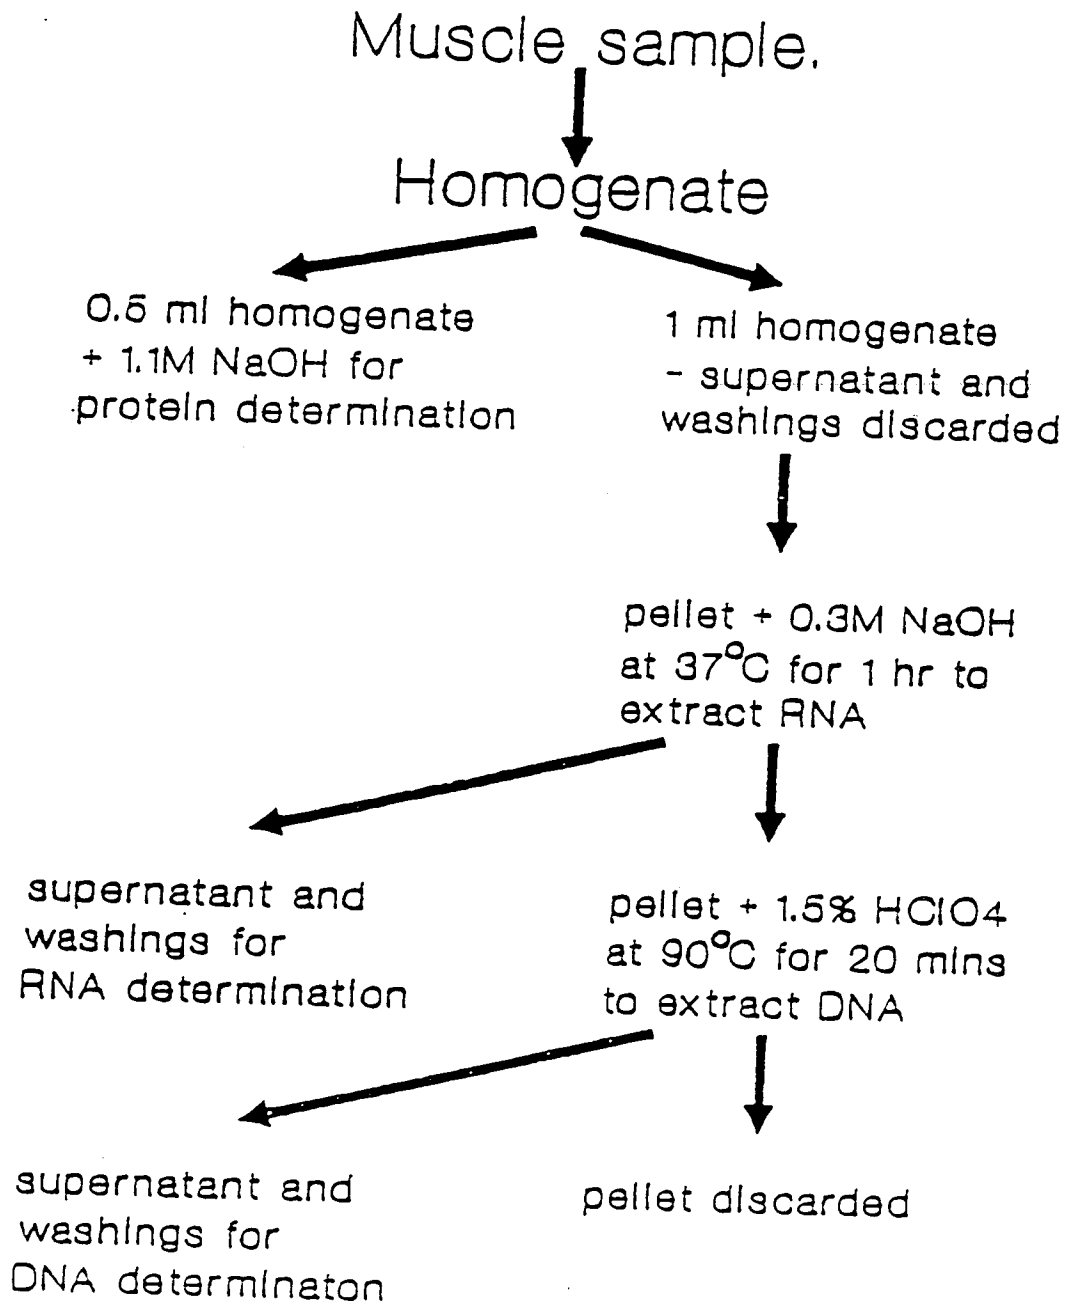 Muscle sample.
Homogenate
0.5 ml homogenate
+ 1.1M NaOH for
protein determination
1 ml homogenate
- supernatant and
washings discarded
pellet + 0.3M NaOH
at 37°C for 1 hr to
extract RNA
supernatant and
washings for
RNA determination
pellet + 1.5% HClO4
at 90°C for 20 mins
to extract DNA
supernatant and
washings for
DNA determinaton
pellet discarded